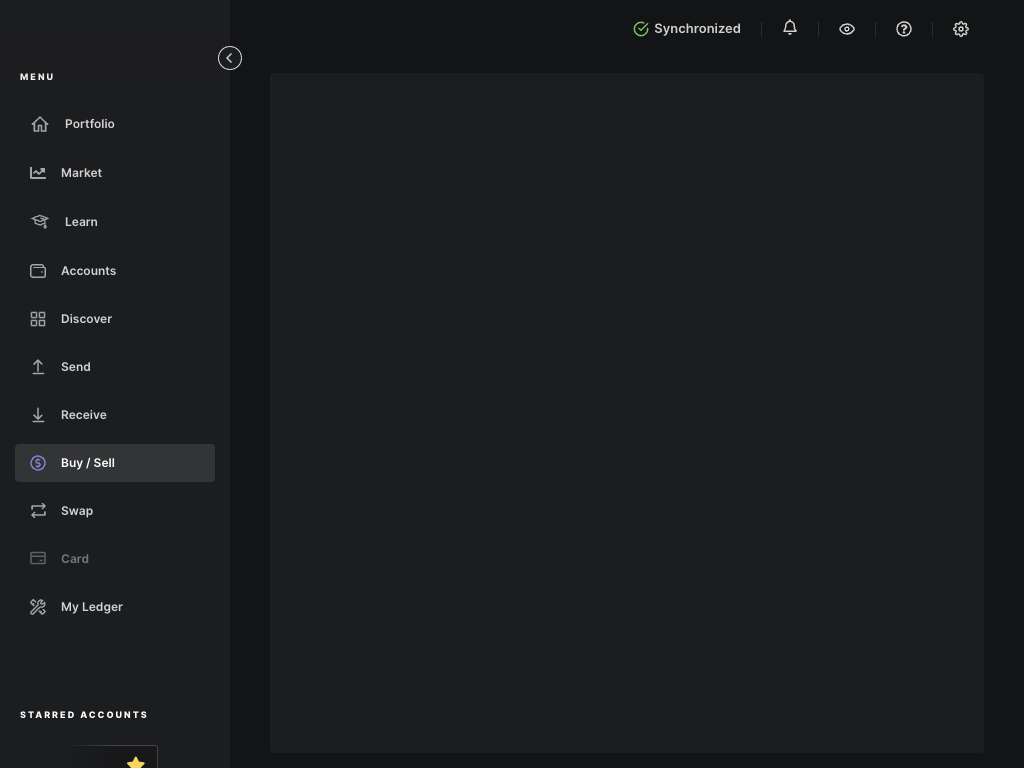 Synchronized
MENU
Portfolio
Market
Learn
Accounts
Discover
Send
Receive
Buy / Sell
Swap
Card
My Ledger
STARRED ACCOUNTS